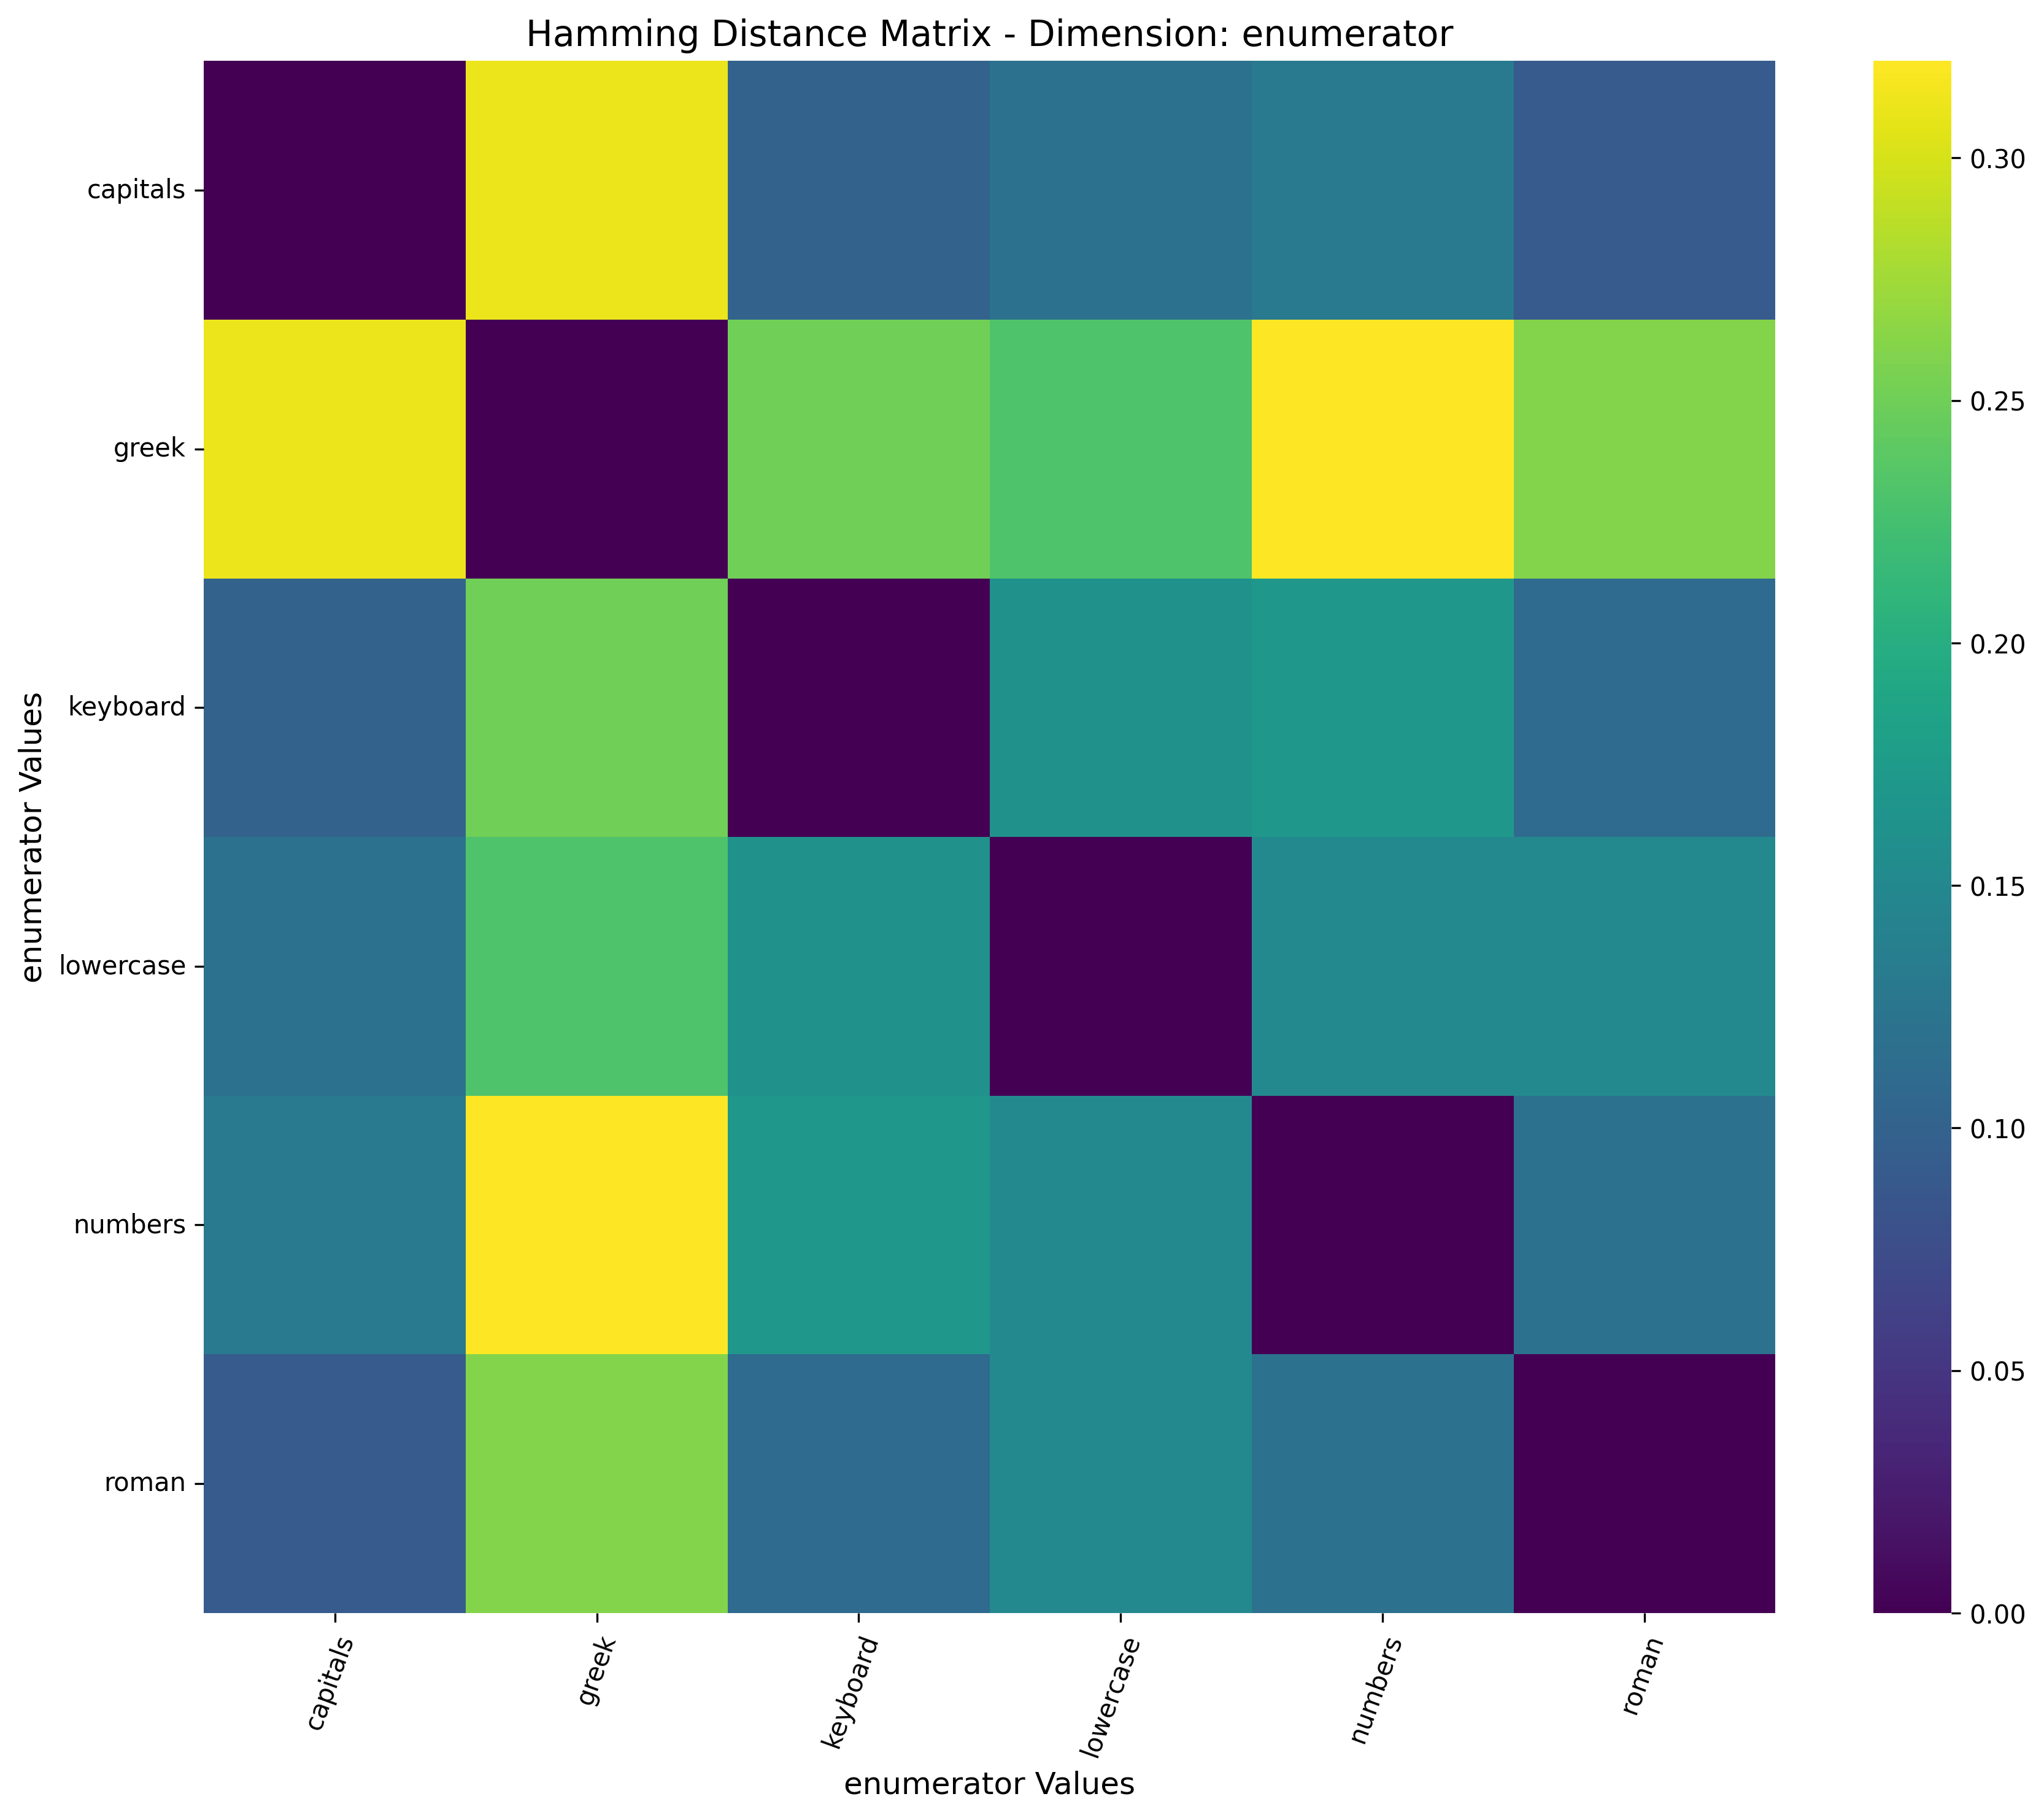 Hamming Distance Matrix - Dimension: enumerator
enumerator Values
capitals
greek
keyboard
lowercase
numbers
roman
capitals
greek
keyboard
lowercase
numbers
roman
enumerator Values
0.30
0.25
0.20
0.15
0.10
0.05
0.00